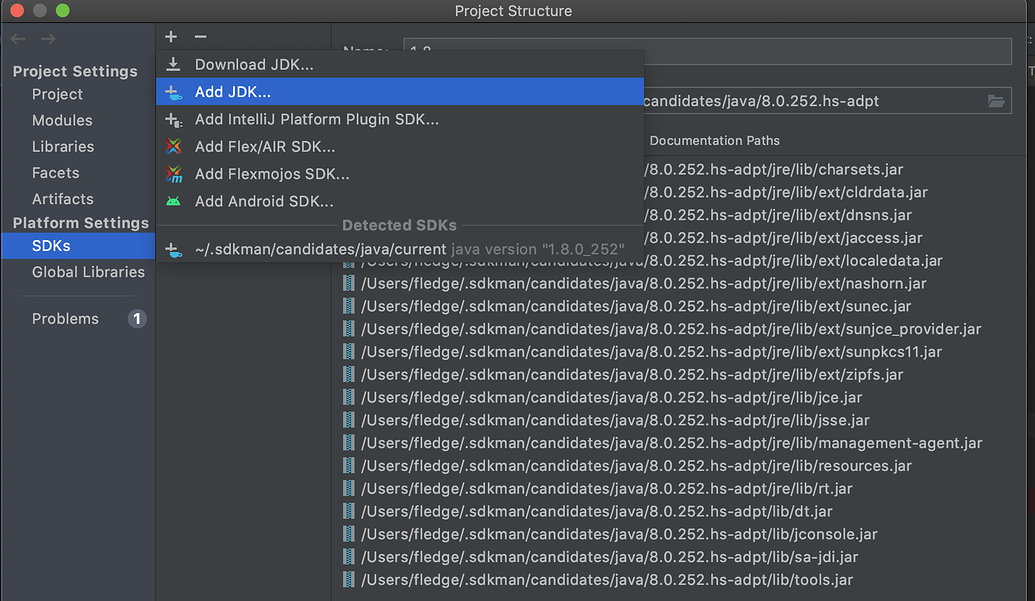 Project Structure
Project Settings
Project
Modules
Libraries
Facets
Artifacts
Platform Settings
SDKs
Global Libraries
Problems 1
Download JDK...
Add JDK...
Add IntelliJ Platform Plugin SDK...
Add Flex/AIR SDK...
Add Flexmojos SDK...
Add Android SDK...
Detected SDKs
~/.sdkman/candidates/java/current java version "1.8.0_252"
Name: 1.8
candidates/java/8.0.252.hs-adpt
Documentation Paths
/8.0.252.hs-adpt/jre/lib/charsets.jar
/8.0.252.hs-adpt/jre/lib/ext/cldrdata.jar
/8.0.252.hs-adpt/jre/lib/ext/dnsns.jar
/8.0.252.hs-adpt/jre/lib/ext/jaccess.jar
/Users/fledge/.sdkman/candidates/java/8.0.252.hs-adpt/jre/lib/ext/localedata.jar
/Users/fledge/.sdkman/candidates/java/8.0.252.hs-adpt/jre/lib/ext/nashorn.jar
/Users/fledge/.sdkman/candidates/java/8.0.252.hs-adpt/jre/lib/ext/sunec.jar
/Users/fledge/.sdkman/candidates/java/8.0.252.hs-adpt/jre/lib/ext/sunjce_provider.jar
/Users/fledge/.sdkman/candidates/java/8.0.252.hs-adpt/jre/lib/ext/sunpkcs11.jar
/Users/fledge/.sdkman/candidates/java/8.0.252.hs-adpt/jre/lib/ext/zipfs.jar
/Users/fledge/.sdkman/candidates/java/8.0.252.hs-adpt/jre/lib/jce.jar
/Users/fledge/.sdkman/candidates/java/8.0.252.hs-adpt/jre/lib/jsse.jar
/Users/fledge/.sdkman/candidates/java/8.0.252.hs-adpt/jre/lib/management-agent.jar
/Users/fledge/.sdkman/candidates/java/8.0.252.hs-adpt/jre/lib/resources.jar
/Users/fledge/.sdkman/candidates/java/8.0.252.hs-adpt/jre/lib/rt.jar
/Users/fledge/.sdkman/candidates/java/8.0.252.hs-adpt/lib/dt.jar
/Users/fledge/.sdkman/candidates/java/8.0.252.hs-adpt/lib/jconsole.jar
/Users/fledge/.sdkman/candidates/java/8.0.252.hs-adpt/lib/sa-jdi.jar
/Users/fledge/.sdkman/candidates/java/8.0.252.hs-adpt/lib/tools.jar